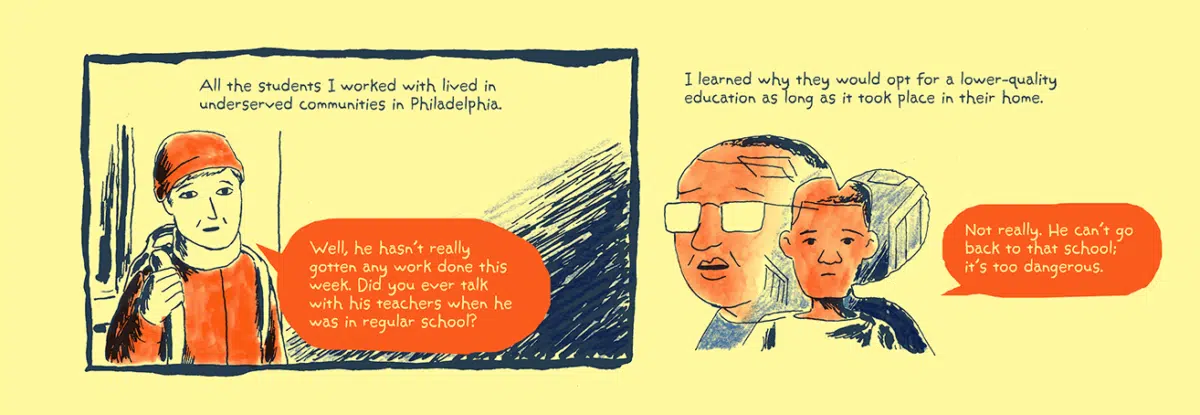 All the students I worked with lived in
underserved communities in Philadelphia.
Well, he hasn't really
gotten any work done this
week. Did you ever talk
with his teachers when he
was in regular school?
I learned why they would opt for a lower-quality
education as long as it took place in their home.
Not really. He can't go
back to that school;
it's too dangerous.